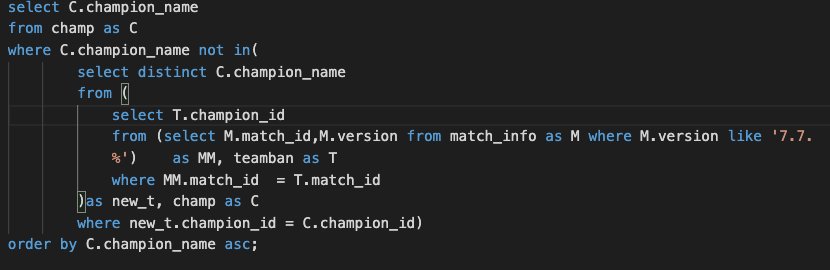 select C.champion_name
from champ as C
where C.champion_name not in(
select distinct C.champion_name
from (
select T.champion_id
from (select M.match_id,M.version from match_info as M where M.version like '7.7.
%')    as MM, teamban as T
where MM.match_id  = T.match_id
)as new_t, champ as C
where new_t.champion_id = C.champion_id)
order by C.champion_name asc;